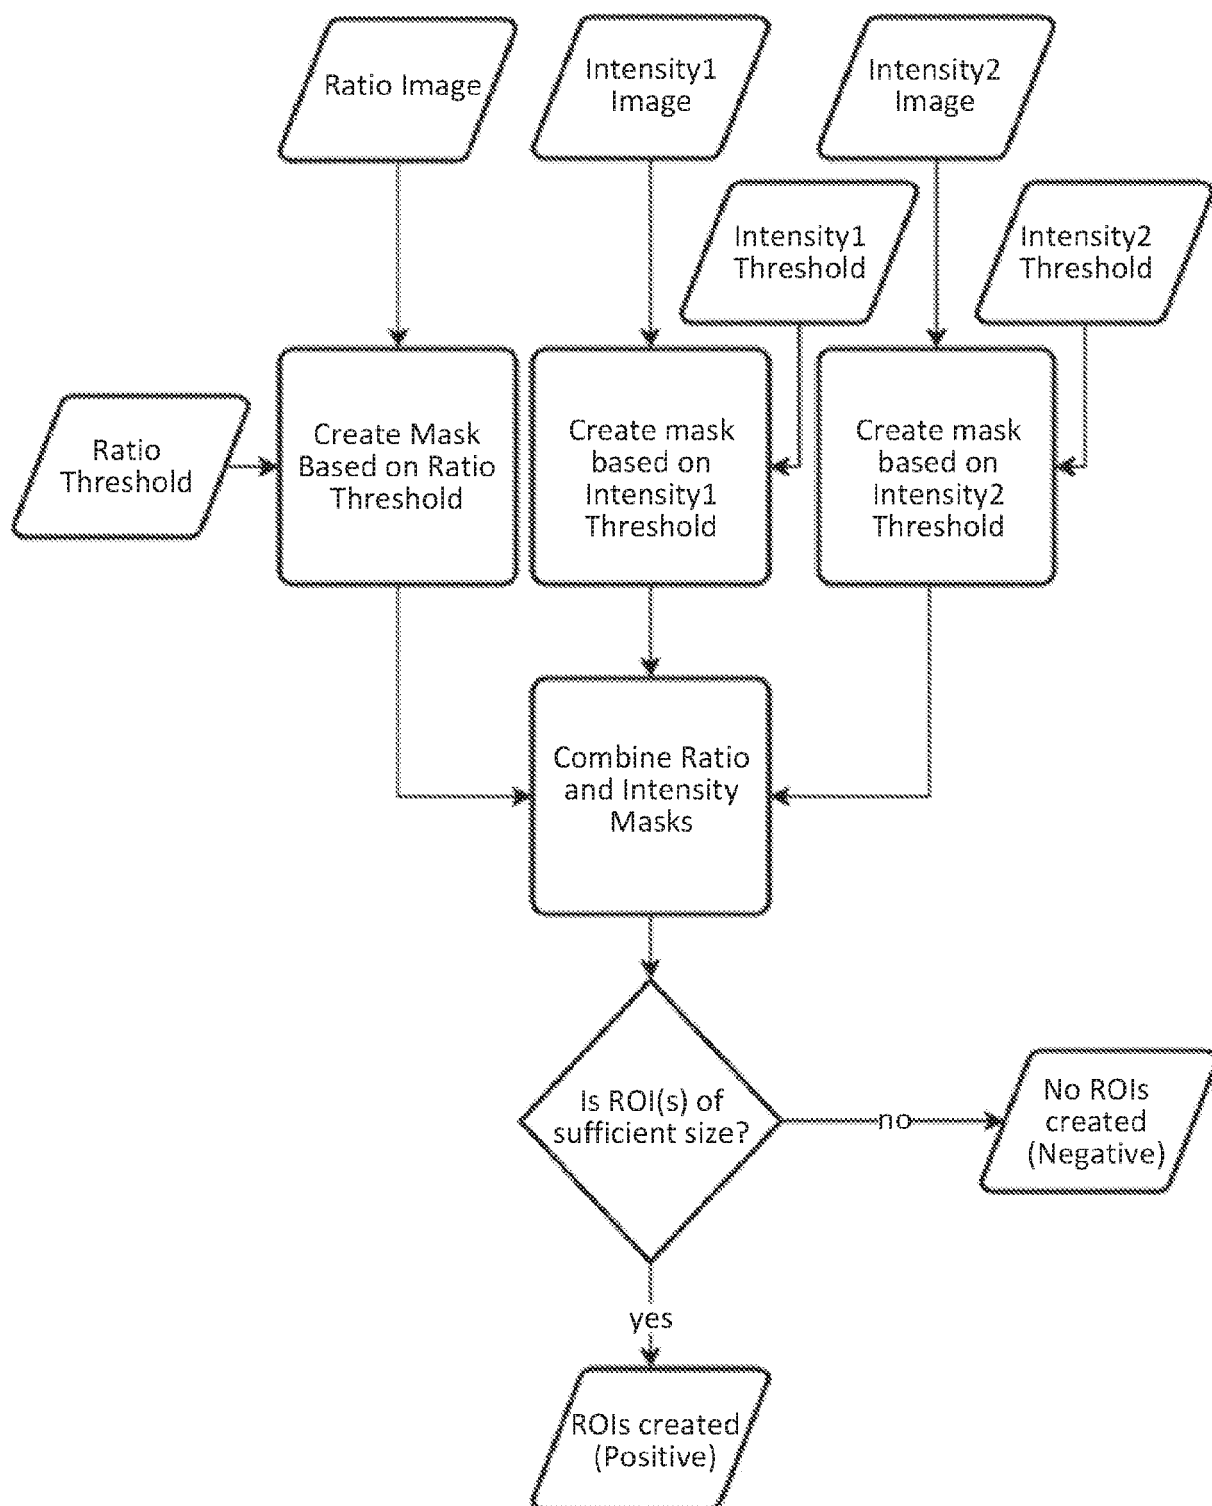 Ratio Image
Intensity1
Image
Intensity2
Image
Intensity1
Threshold
Intensity2
Threshold
Ratio
Threshold
Create Mask
Based on Ratio
Threshold
Create mask
based on
Intensity1
Threshold
Create mask
based on
Intensity2
Threshold
Combine Ratio
and Intensity
Masks
Is ROI(s) of
sufficient size?
no
No ROIs
created
(Negative)
yes
ROIs created
(Positive)